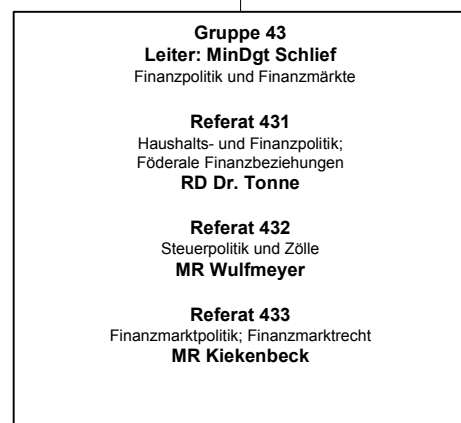 Gruppe 43
Leiter: MinDgt Schlief
Finanzpolitik und Finanzmärkte
Referat 431
Haushalts- und Finanzpolitik;
Föderale Finanzbeziehungen
RD Dr. Tonne
Referat 432
Steuerpolitik und Zölle
MR Wulfmeyer
Referat 433
Finanzmarktpolitik; Finanzmarktrecht
MR Kiekenbeck